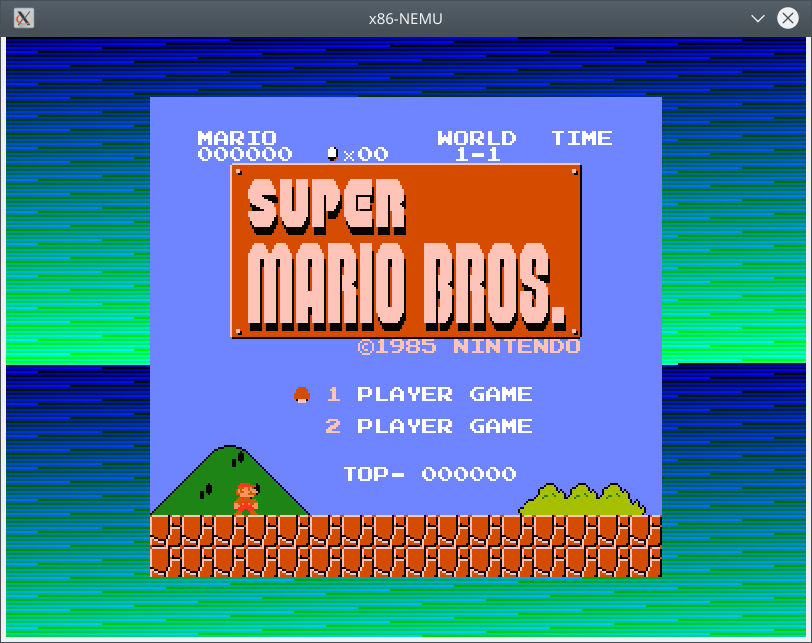 x86-NEMU
MARIO WORLD TIME
000000 ×00 1-1
SUPER
MARIO BROS.
©1985 NINTENDO
1 PLAYER GAME
2 PLAYER GAME
TOP- 000000